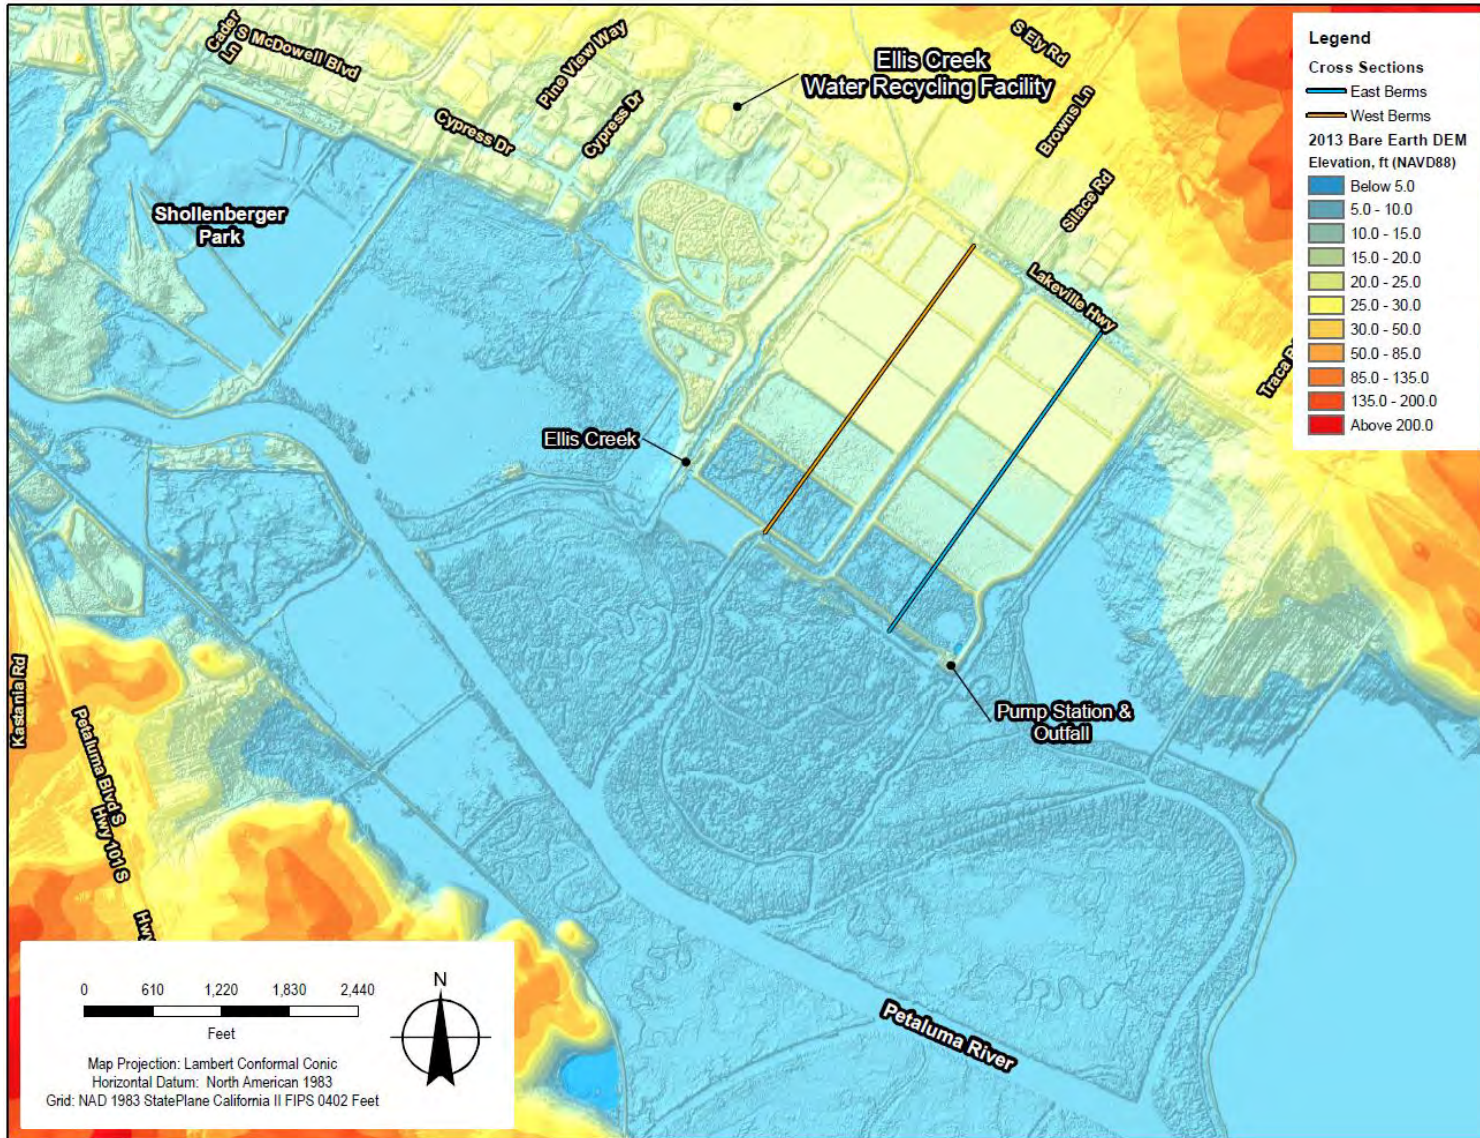 Cader
Ln
S McDowell Blvd
Pine View Way
Cypress Dr
Cypress Dr
Ellis Creek
Water Recycling Facility
S Ely Rd
Browns Ln
Silace Rd
Lakeville Hwy
Traca
Shollenberger
Park
Ellis Creek
Pump Station &
Outfall
Kastania Rd
Petaluma Blvd S
Hwy 101 S
Hwy
Petaluma River
Legend
Cross Sections
East Berms
West Berms
2013 Bare Earth DEM
Elevation, ft (NAVD88)
Below 5.0
5.0 - 10.0
10.0 - 15.0
15.0 - 20.0
20.0 - 25.0
25.0 - 30.0
30.0 - 50.0
50.0 - 85.0
85.0 - 135.0
135.0 - 200.0
Above 200.0
0 610 1,220 1,830 2,440
Feet
N
Map Projection: Lambert Conformal Conic
Horizontal Datum: North American 1983
Grid: NAD 1983 StatePlane California II FIPS 0402 Feet